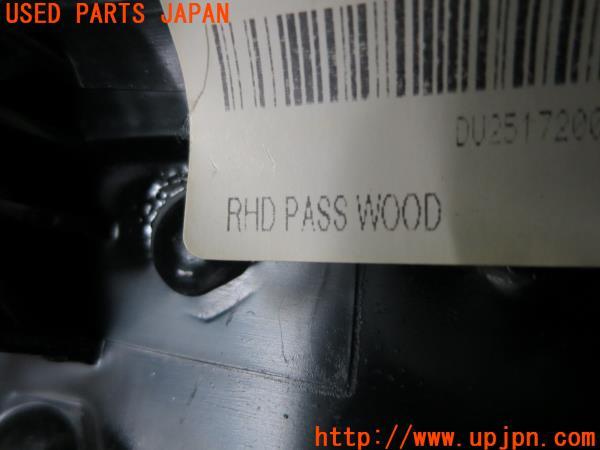 USED PARTS JAPAN
DU2517200
RHD PASS WOOD
http://www.upjpn.com/